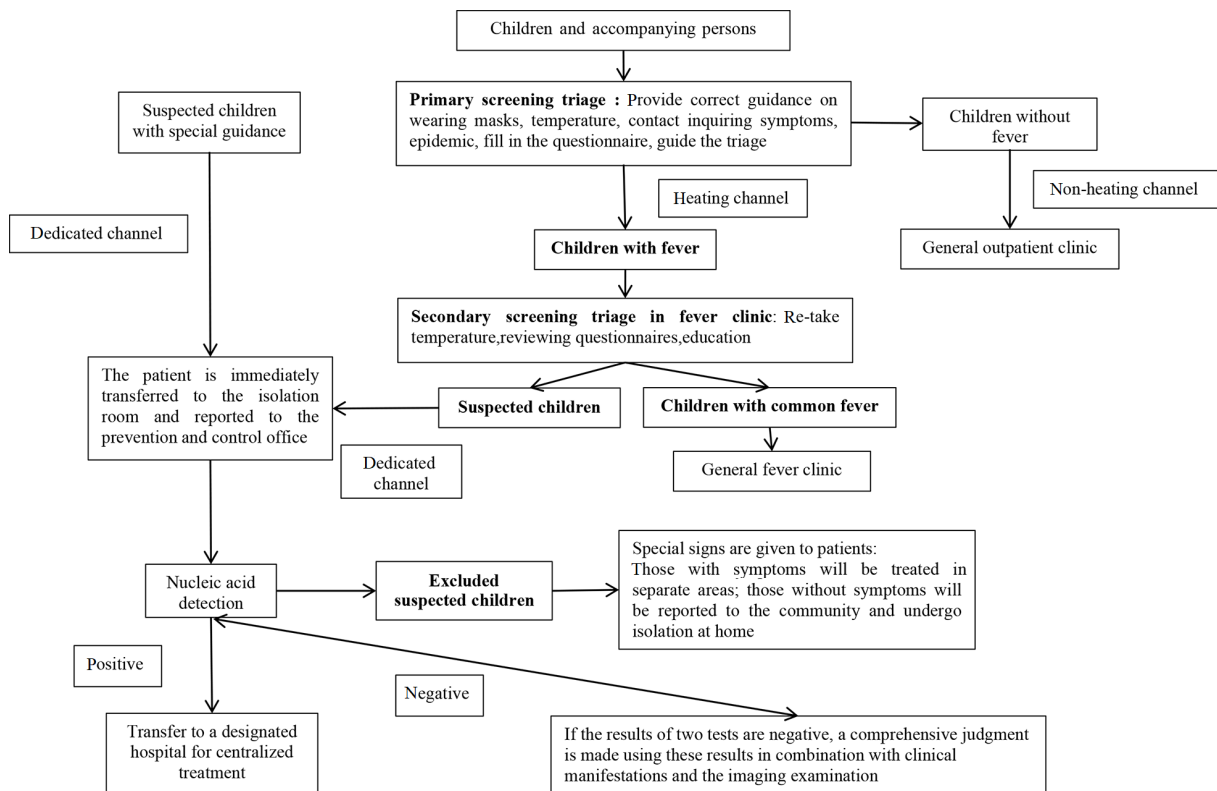 Children and accompanying persons
Suspected children
with special guidance
Primary screening triage : Provide correct guidance on
wearing masks, temperature, contact inquiring symptoms,
epidemic, fill in the questionnaire, guide the triage
Children without
fever
Heating channel
Non-heating channel
Dedicated channel
Children with fever
General outpatient clinic
Secondary screening triage in fever clinic: Re-take
temperature,reviewing questionnaires,education
The patient is immediately
transferred to the isolation
room and reported to the
prevention and control office
Suspected children
Children with common fever
Dedicated
channel
General fever clinic
Nucleic acid
detection
Excluded
suspected children
Special signs are given to patients:
Those with symptoms will be treated in
separate areas; those without symptoms will
be reported to the community and undergo
isolation at home
Positive
Negative
Transfer to a designated
hospital for centralized
treatment
If the results of two tests are negative, a comprehensive judgment
is made using these results in combination with clinical
manifestations and the imaging examination